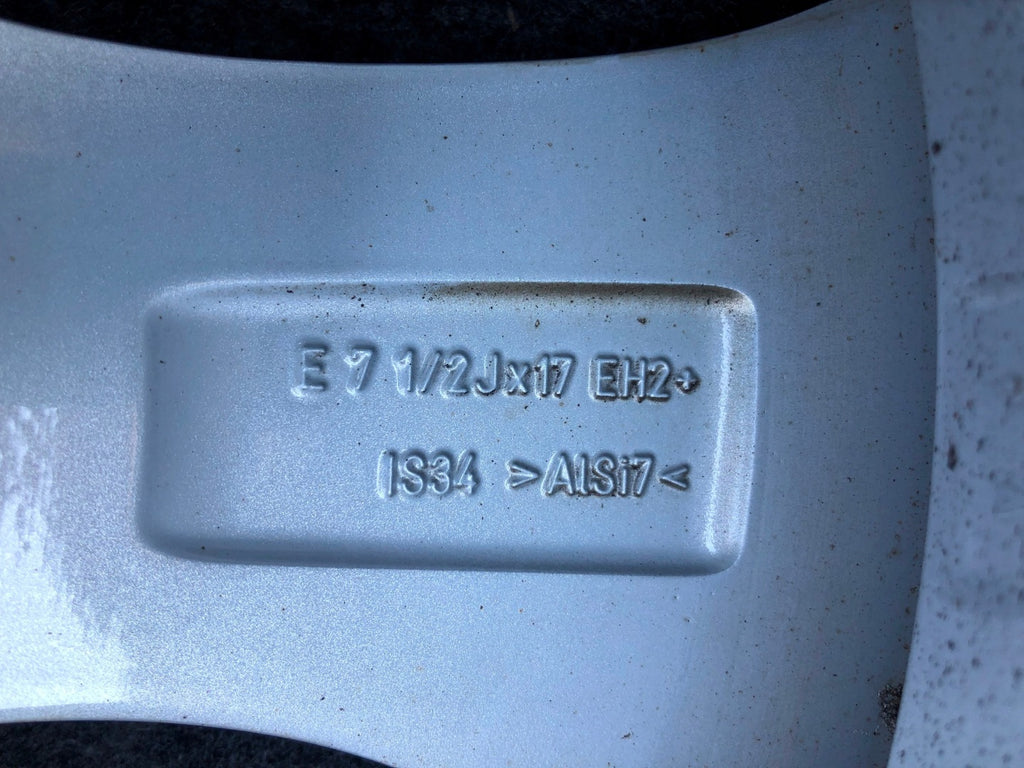 E 7 1/2Jx17 EH2+
IS34 >AlSi7<